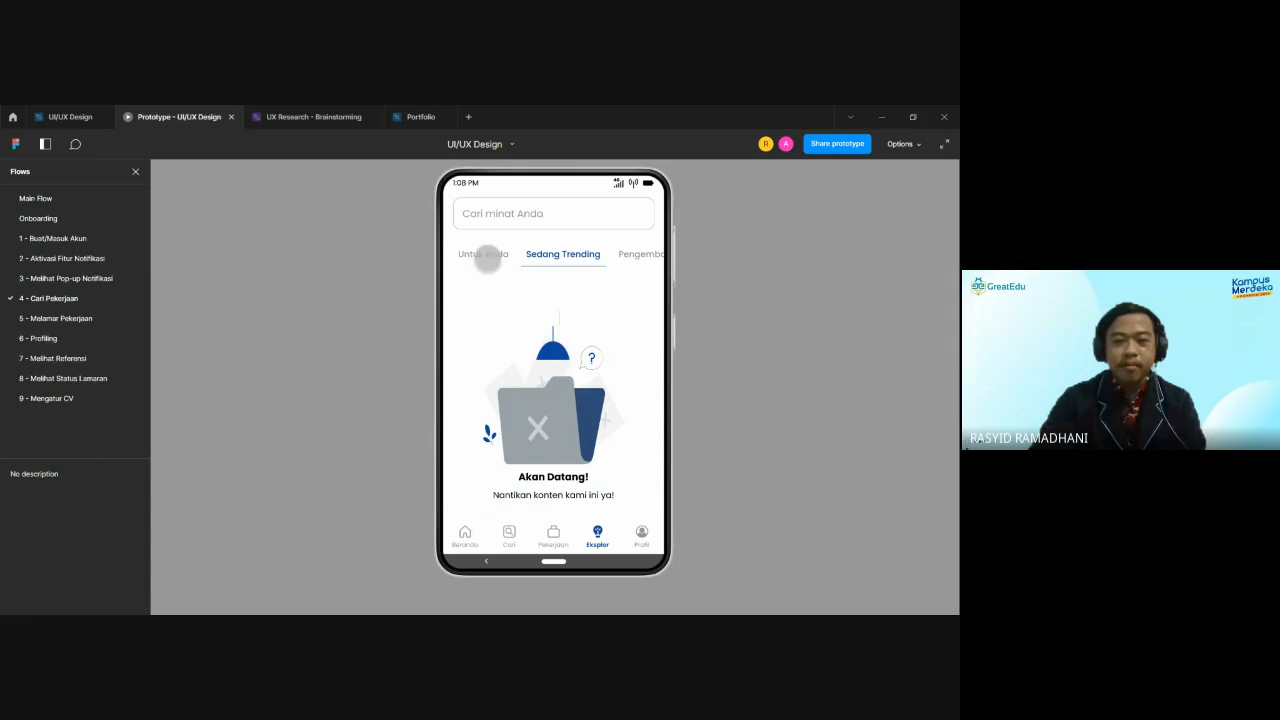 UI/UX Design
Prototype - UI/UX Design
UX Research - Brainstorming
Portfolio
UI/UX Design
R
A
Share prototype
Options
Flows
Main Flow
Onboarding
1 - Buat/Masuk Akun
2 - Aktivasi Fitur Notifikasi
3 - Melihat Pop-up Notifikasi
4 - Cari Pekerjaan
5 - Melamar Pekerjaan
6 - Profiling
7 - Melihat Referensi
8 - Melihat Status Lamaran
9 - Mengatur CV
No description
1:08 PM
4G
Cari minat Anda
Untuk Anda
Sedang Trending
Pengemba
?
Akan Datang!
Nantikan konten kami ini ya!
Beranda
Cari
Pekerjaan
Eksplor
Profil
GreatEdu
Kampus
Merdeka
RASYID RAMADHANI